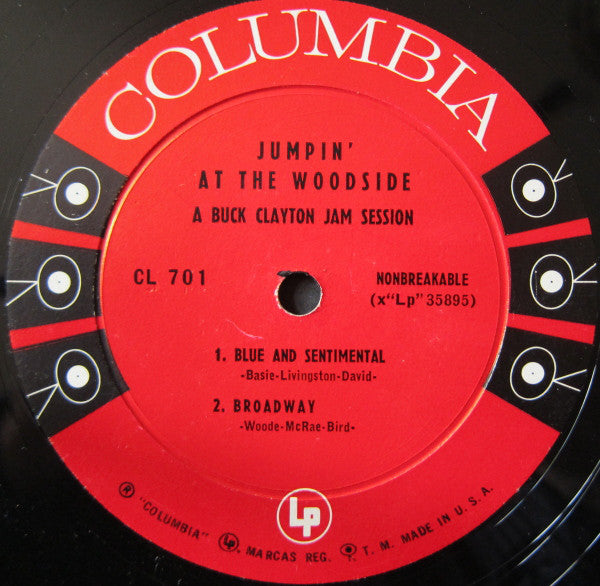 COLUMBIA
JUMPIN'
AT THE WOODSIDE
A BUCK CLAYTON JAM SESSION
CL 701
NONBREAKABLE
(x"Lp" 35895)
1. BLUE AND SENTIMENTAL
-Basie-Livingston-David-
2. BROADWAY
-Woode-McRae-Bird-
Lp
® "COLUMBIA" Lp, MARCAS REG. T. M. MADE IN U. S. A.